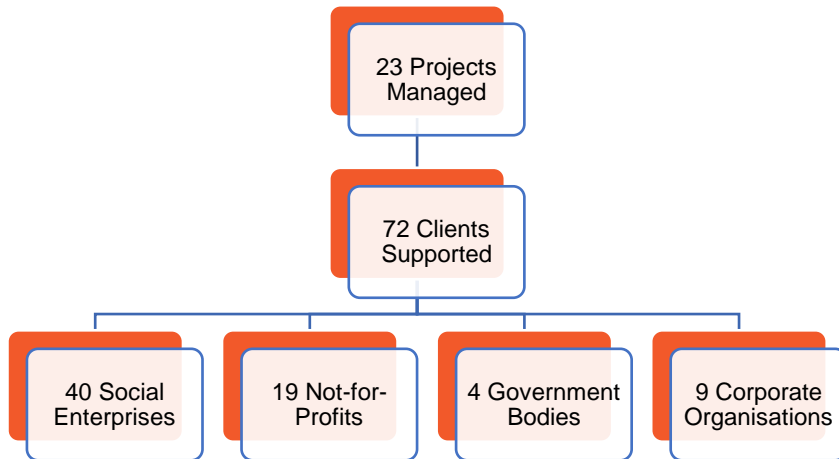 23 Projects
Managed
72 Clients
Supported
40 Social
Enterprises
19 Not-for-
Profits
4 Government
Bodies
9 Corporate
Organisations